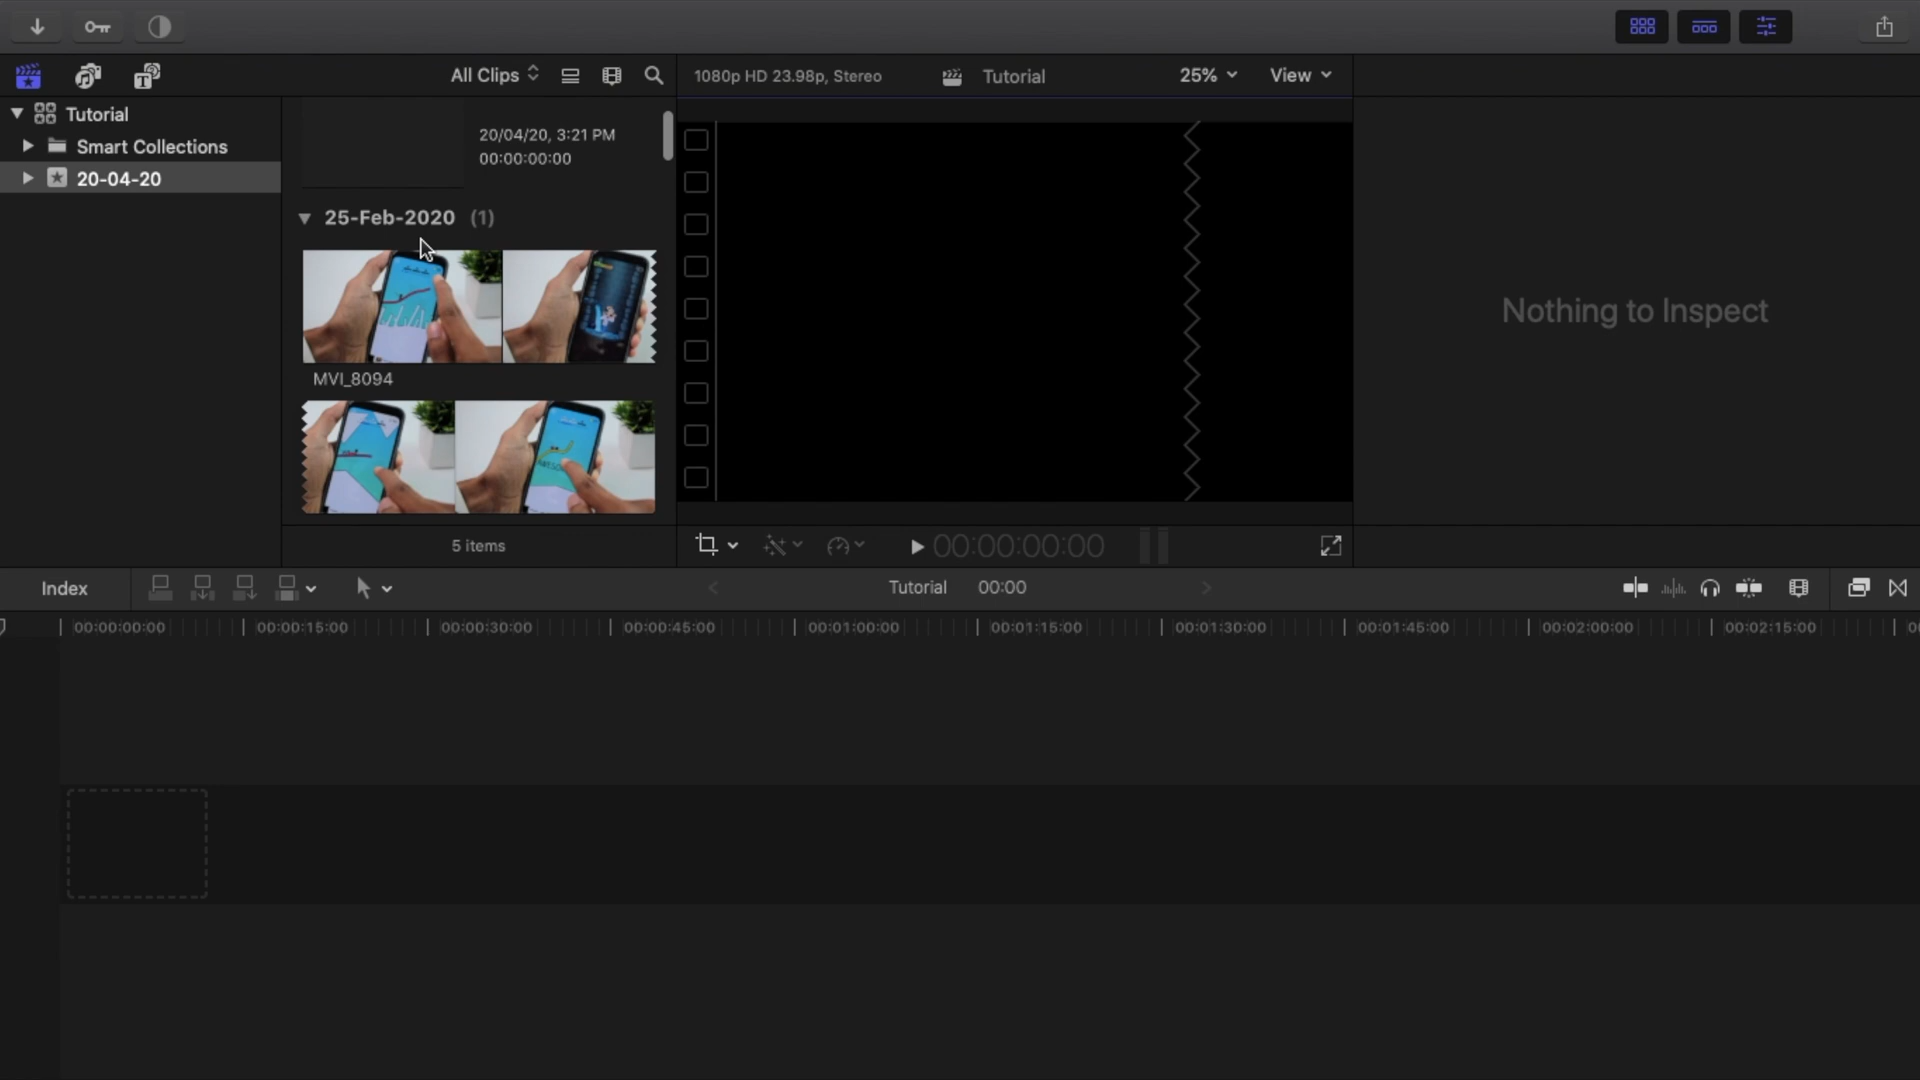 All Clips
1080p HD 23.98p, Stereo
Tutorial
25%
View
Tutorial
Smart Collections
20-04-20
20/04/20, 3:21 PM
00:00:00:00
25-Feb-2020 (1)
MVI_8094
5 items
Nothing to Inspect
00:00:00:00
Index
Tutorial 00:00
00:00:00:00 00:00:15:00 00:00:30:00 00:00:45:00 00:01:00:00 00:01:15:00 00:01:30:00 00:01:45:00 00:02:00:00 00:02:15:00